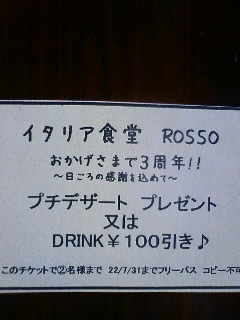 イタリア食堂 ROSSO
おかげさまで3周年!!
～日ごろの感謝を込めて～
プチデザート プレゼント
又は
DRINK￥100引き♪
このチケットで②名様まで 22/7/31までフリーパス コピー不可